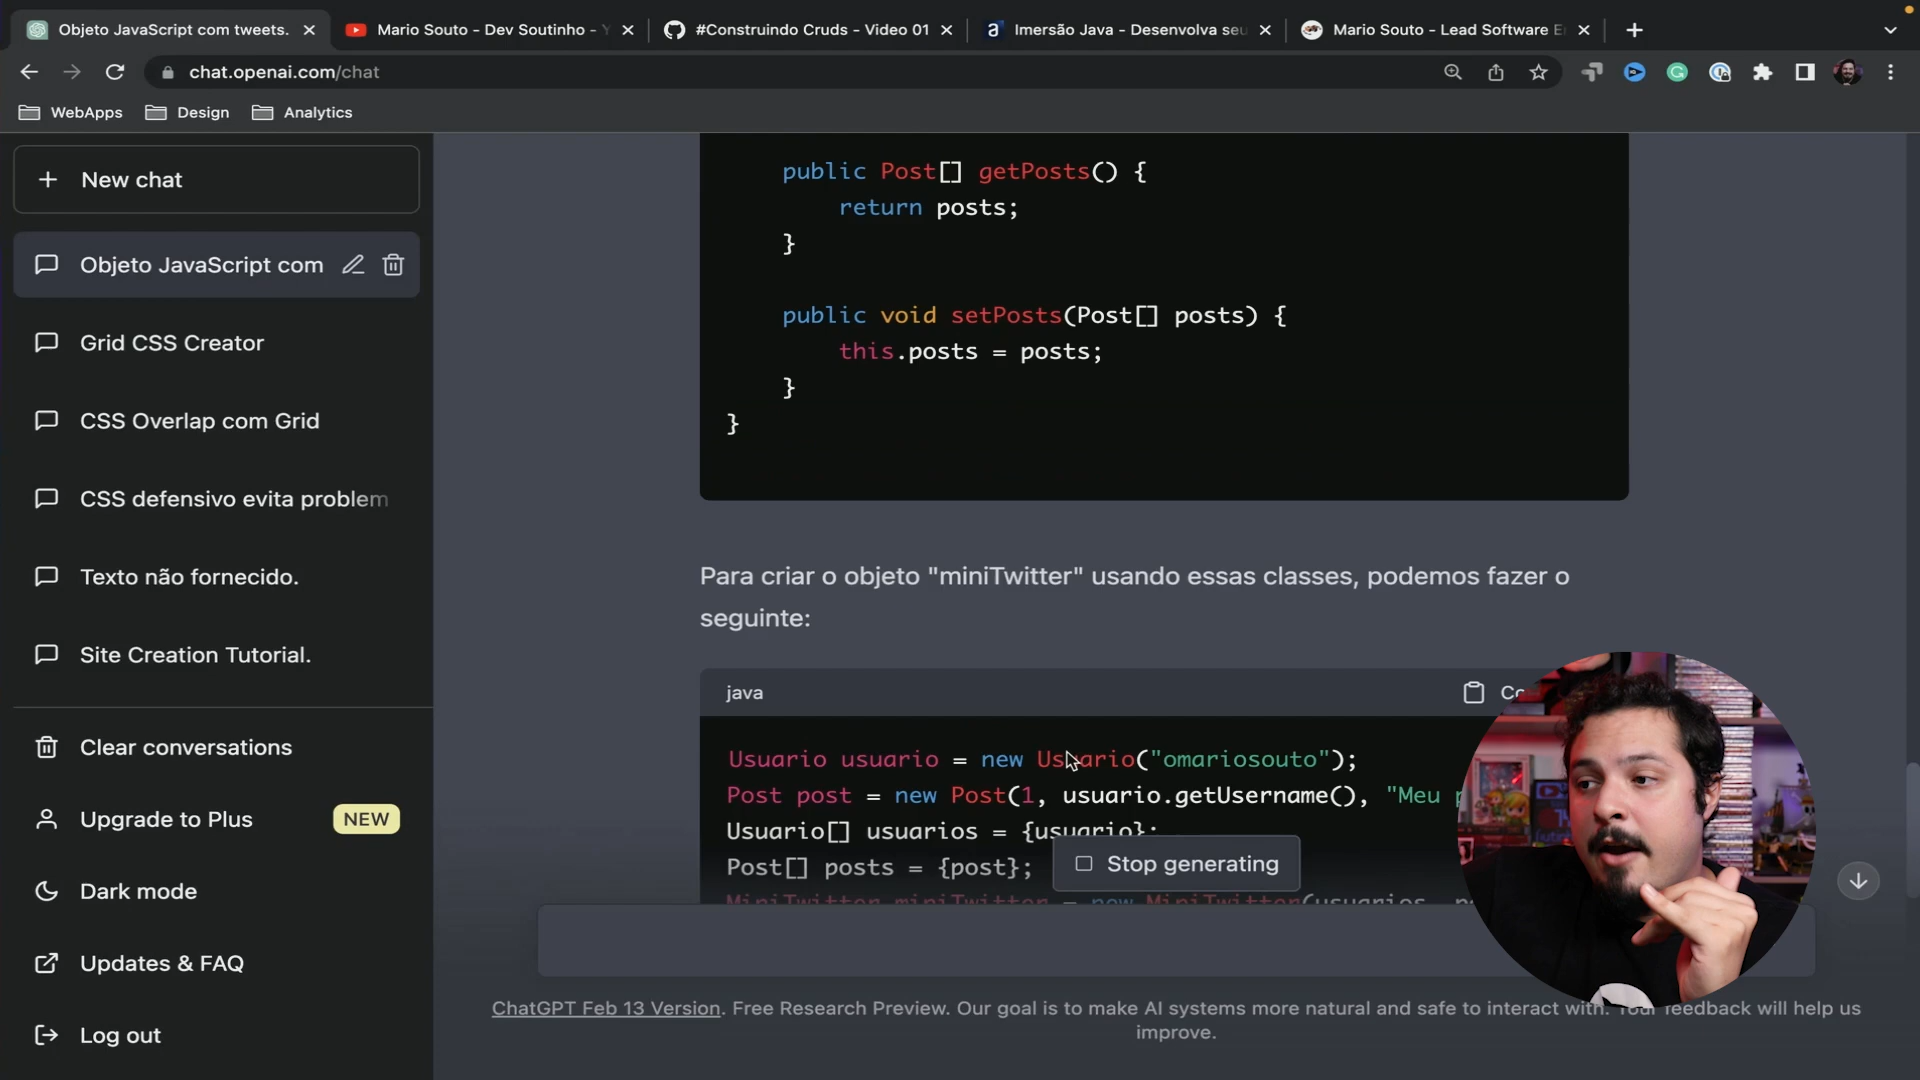 Objeto JavaScript com tweets.
Mario Souto - Dev Soutinho - Y
#Construindo Cruds - Video 01
Imersão Java - Desenvolva seu
Mario Souto - Lead Software E
chat.openai.com/chat
WebApps
Design
Analytics
New chat
Objeto JavaScript com
Grid CSS Creator
CSS Overlap com Grid
CSS defensivo evita problem
Texto não fornecido.
Site Creation Tutorial.
Clear conversations
Upgrade to Plus NEW
Dark mode
Updates & FAQ
Log out
public Post[] getPosts() {
return posts;
}
public void setPosts(Post[] posts) {
this.posts = posts;
}
}
Para criar o objeto "miniTwitter" usando essas classes, podemos fazer o
seguinte:
java
Usuario usuario = new Usuario("omariosouto");
Post post = new Post(1, usuario.getUsername(), "Meu
Usuario[] usuarios = {usuario};
Post[] posts = {post};
MiniTwitter miniTwitter = new MiniTwitter(usuarios,
Stop generating
ChatGPT Feb 13 Version. Free Research Preview. Our goal is to make AI systems more natural and safe to interact with. Your feedback will help us
improve.